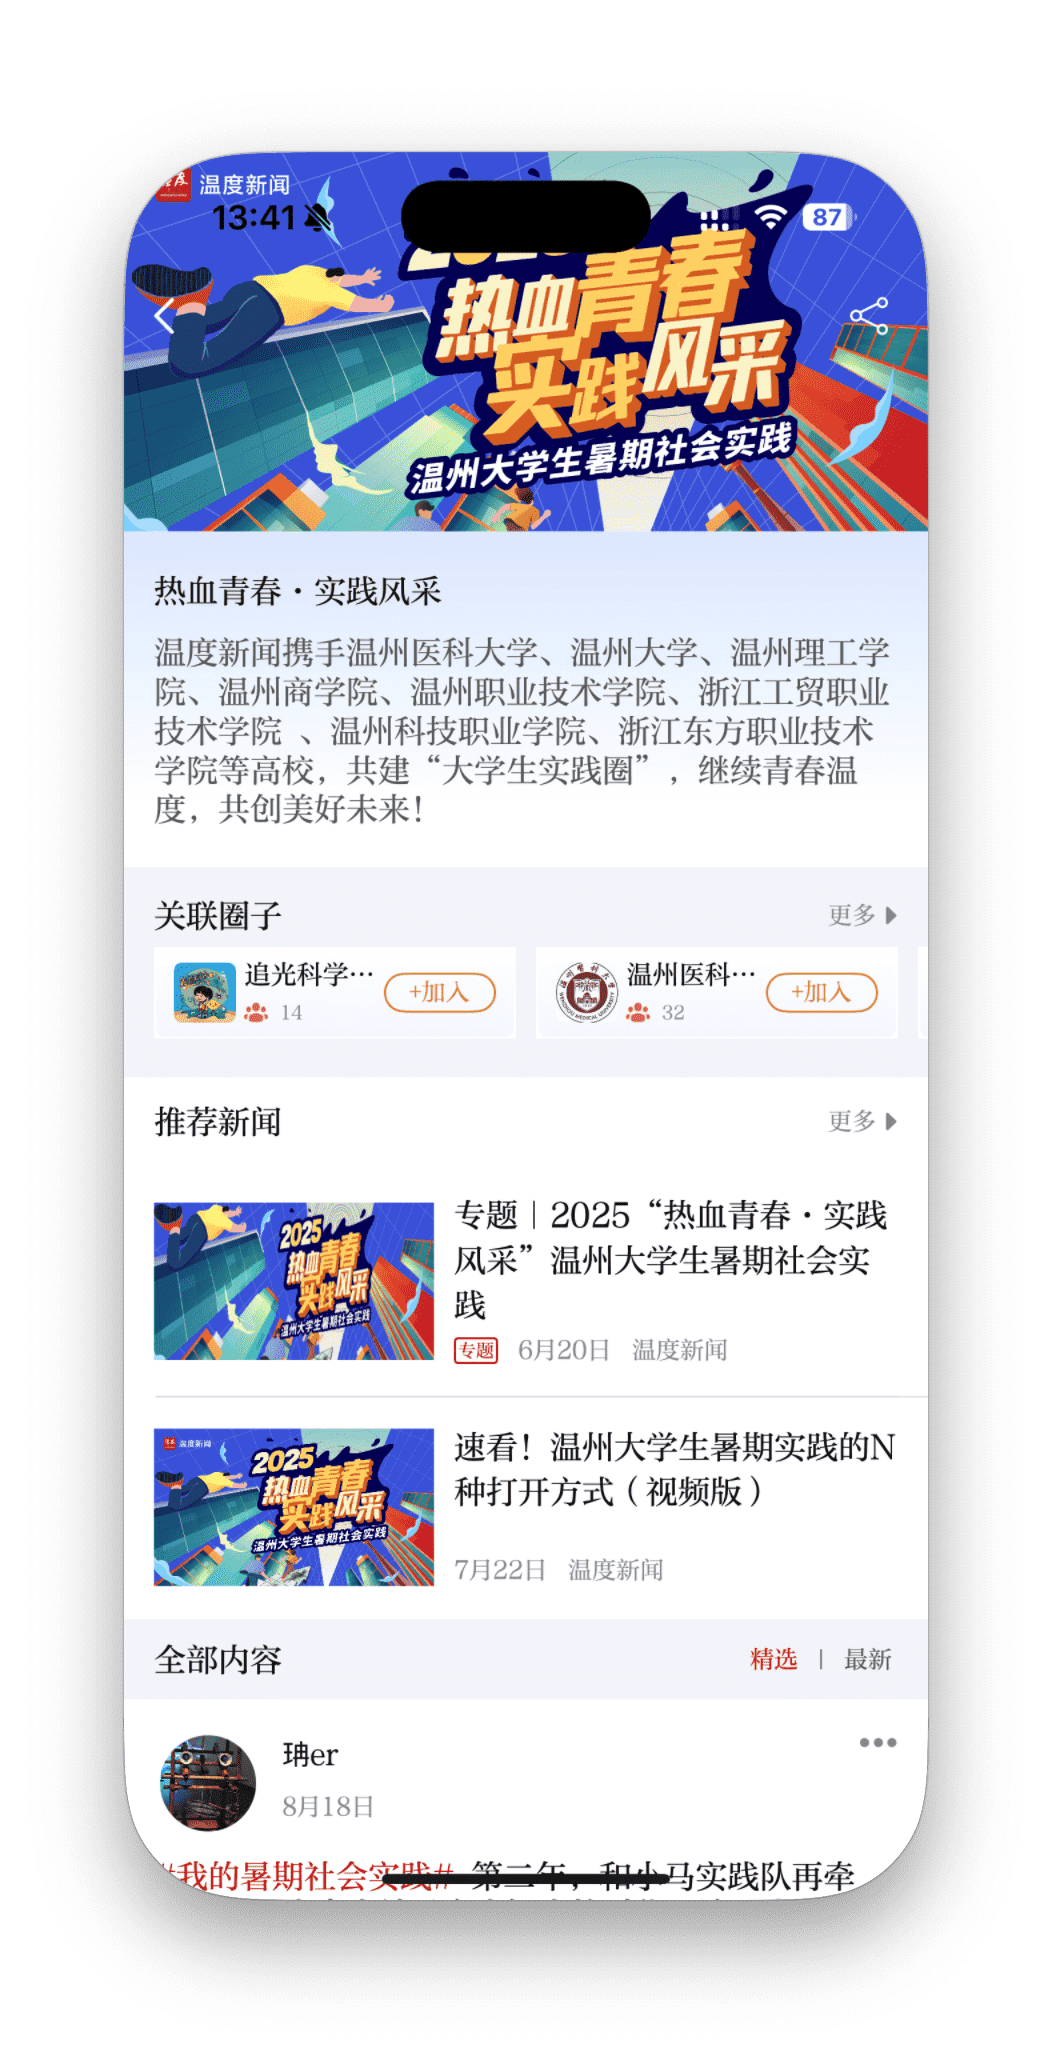 温度新闻
13:41
87
热血青春
实践风采
温州大学生暑期社会实践
热血青春·实践风采
温度新闻携手温州医科大学、温州大学、温州理工学
院、温州商学院、温州职业技术学院、浙江工贸职业
技术学院 、温州科技职业学院、浙江东方职业技术
学院等高校，共建“大学生实践圈”，继续青春温
度，共创美好未来！
关联圈子
更多
追光科学…
+加入
14
温州医科…
+加入
32
推荐新闻
更多
2025
热血青春
实践风采
温州大学生暑期社会实践
专题｜2025“热血青春·实践
风采”温州大学生暑期社会实
践
专题 6月20日 温度新闻
温度新闻
2025
热血青春
实践风采
温州大学生暑期社会实践
速看！温州大学生暑期实践的N
种打开方式（视频版）
7月22日 温度新闻
全部内容
精选 | 最新
珃er
8月18日
#我的暑期社会实践# 第二年，和小马实践队再牵